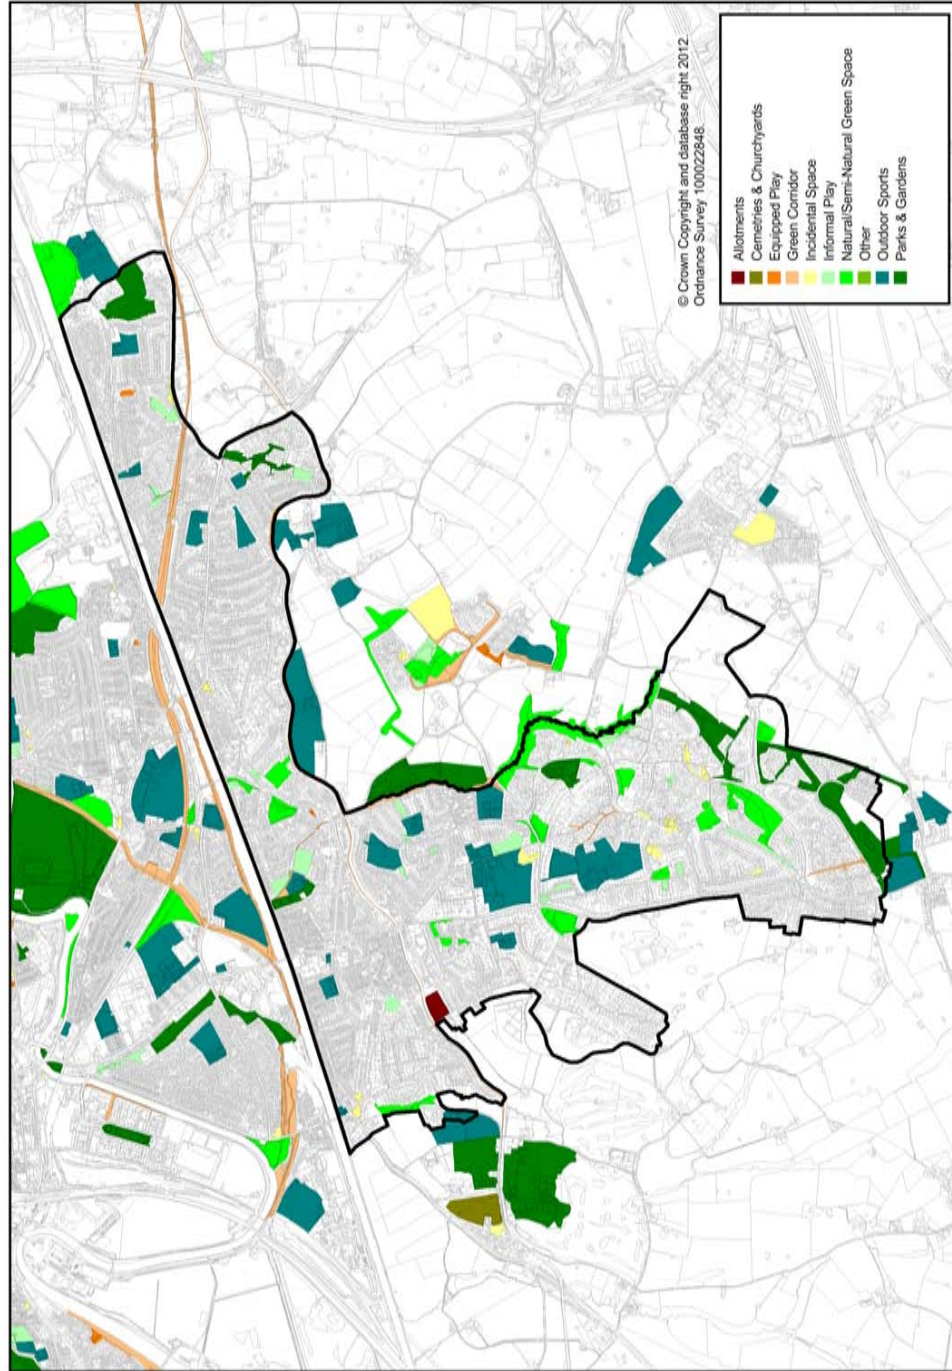 © Crown Copyright and database right 2012.
Ordnance Survey 100022848.
Allotments
Cemetries & Churchyards
Equipped Play
Green Corridor
Incidental Space
Informal Play
Natural/Semi-Natural Green Space
Other
Outdoor Sports
Parks & Gardens